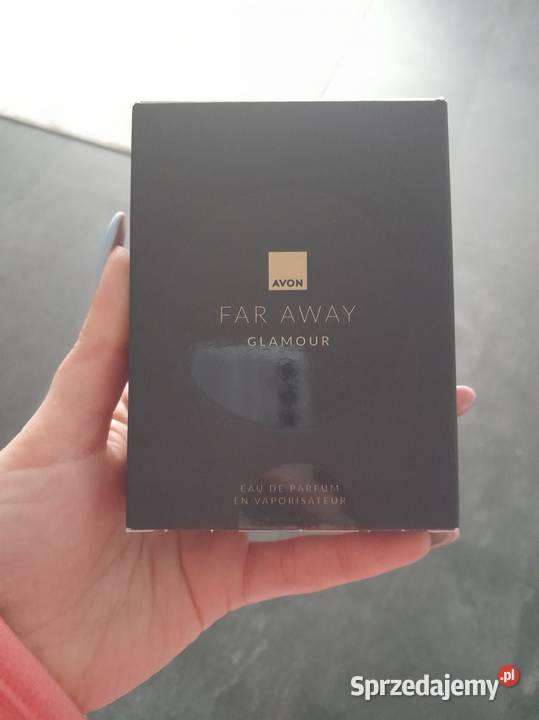 AVON
FAR AWAY
GLAMOUR
EAU DE PARFUM
EN VAPORISATEUR
Sprzedajemy.pl